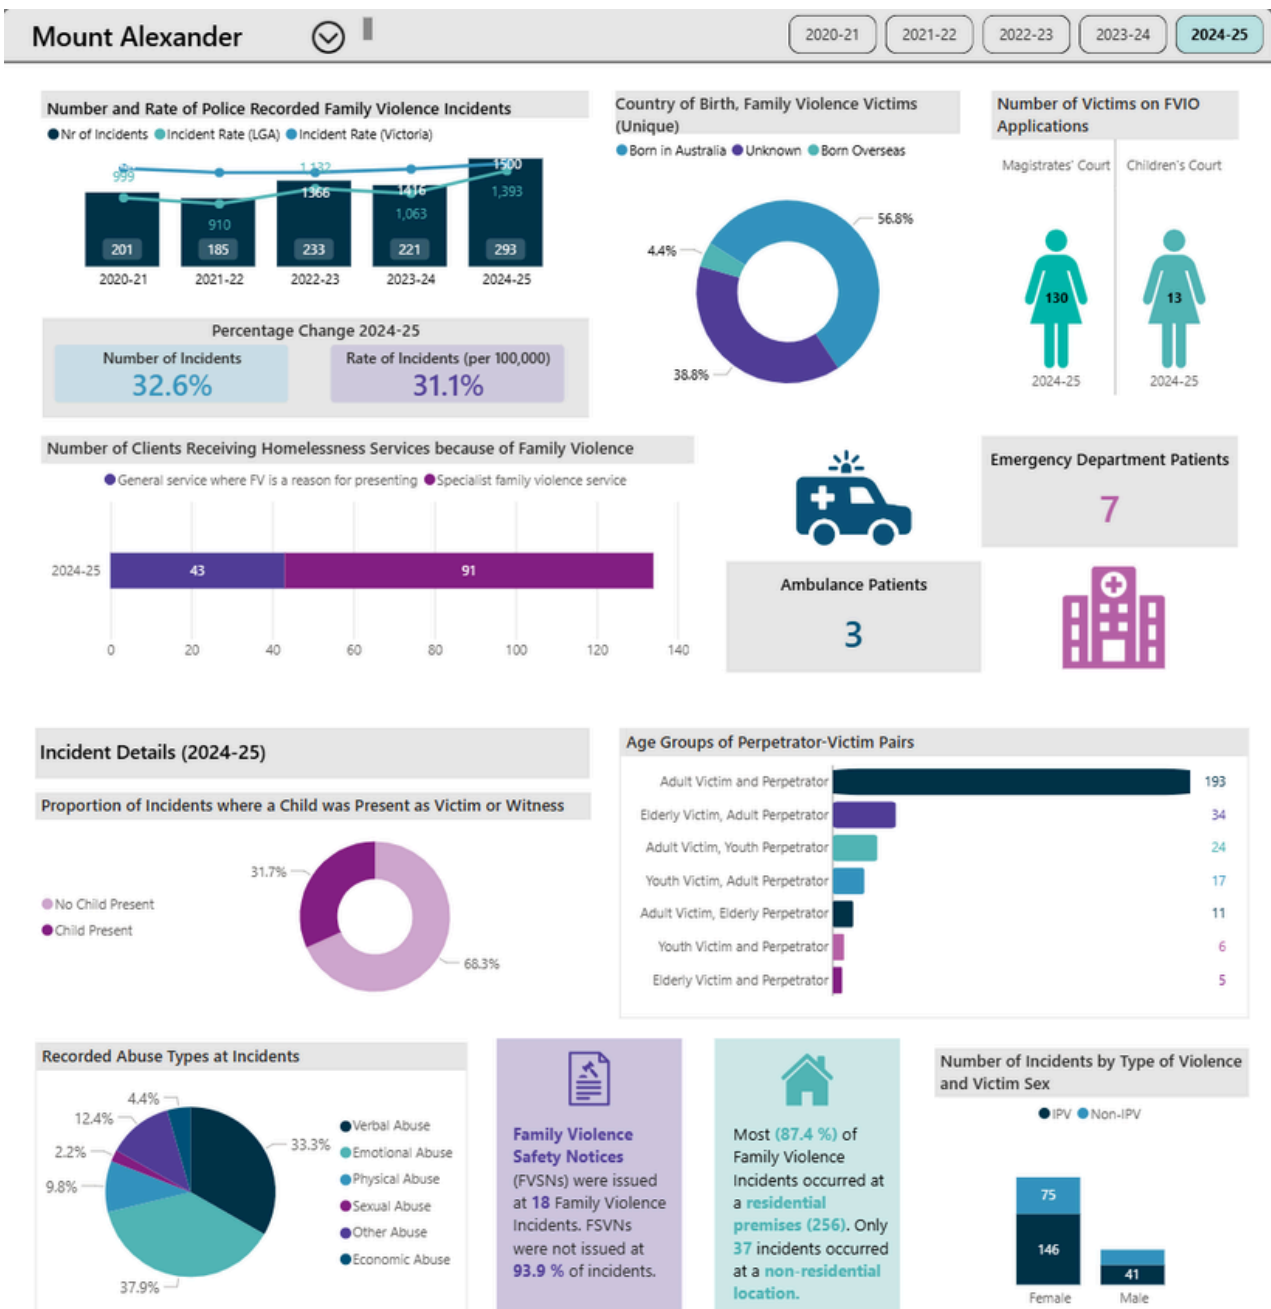 Mount Alexander
2020-21 2021-22 2022-23 2023-24 2024-25
Number and Rate of Police Recorded Family Violence Incidents
Nr of Incidents Incident Rate (LGA) Incident Rate (Victoria)
999 1,132 1500
1366 1416 1,393
910 1,063
201 185 233 221 293
2020-21 2021-22 2022-23 2023-24 2024-25
Percentage Change 2024-25
Number of Incidents
32.6%
Rate of Incidents (per 100,000)
31.1%
Country of Birth, Family Violence Victims
(Unique)
Born in Australia Unknown Born Overseas
56.8%
4.4%
38.8%
Number of Victims on FVIO
Applications
Magistrates' Court Children's Court
130 13
2024-25 2024-25
Number of Clients Receiving Homelessness Services because of Family Violence
General service where FV is a reason for presenting Specialist family violence service
2024-25 43 91
0 20 40 60 80 100 120 140
Ambulance Patients
3
Emergency Department Patients
7
Incident Details (2024-25)
Proportion of Incidents where a Child was Present as Victim or Witness
31.7%
No Child Present
Child Present
68.3%
Age Groups of Perpetrator-Victim Pairs
Adult Victim and Perpetrator 193
Elderly Victim, Adult Perpetrator 34
Adult Victim, Youth Perpetrator 24
Youth Victim, Adult Perpetrator 17
Adult Victim, Elderly Perpetrator 11
Youth Victim and Perpetrator 6
Elderly Victim and Perpetrator 5
Recorded Abuse Types at Incidents
4.4%
12.4%
2.2%
9.8%
33.3%
37.9%
Verbal Abuse
Emotional Abuse
Physical Abuse
Sexual Abuse
Other Abuse
Economic Abuse
Family Violence
Safety Notices
(FVSNs) were issued
at 18 Family Violence
Incidents. FSVNs
were not issued at
93.9 % of incidents.
Most (87.4 %) of
Family Violence
Incidents occurred at
a residential
premises (256). Only
37 incidents occurred
at a non-residential
location.
Number of Incidents by Type of Violence
and Victim Sex
IPV Non-IPV
75
146 41
Female Male